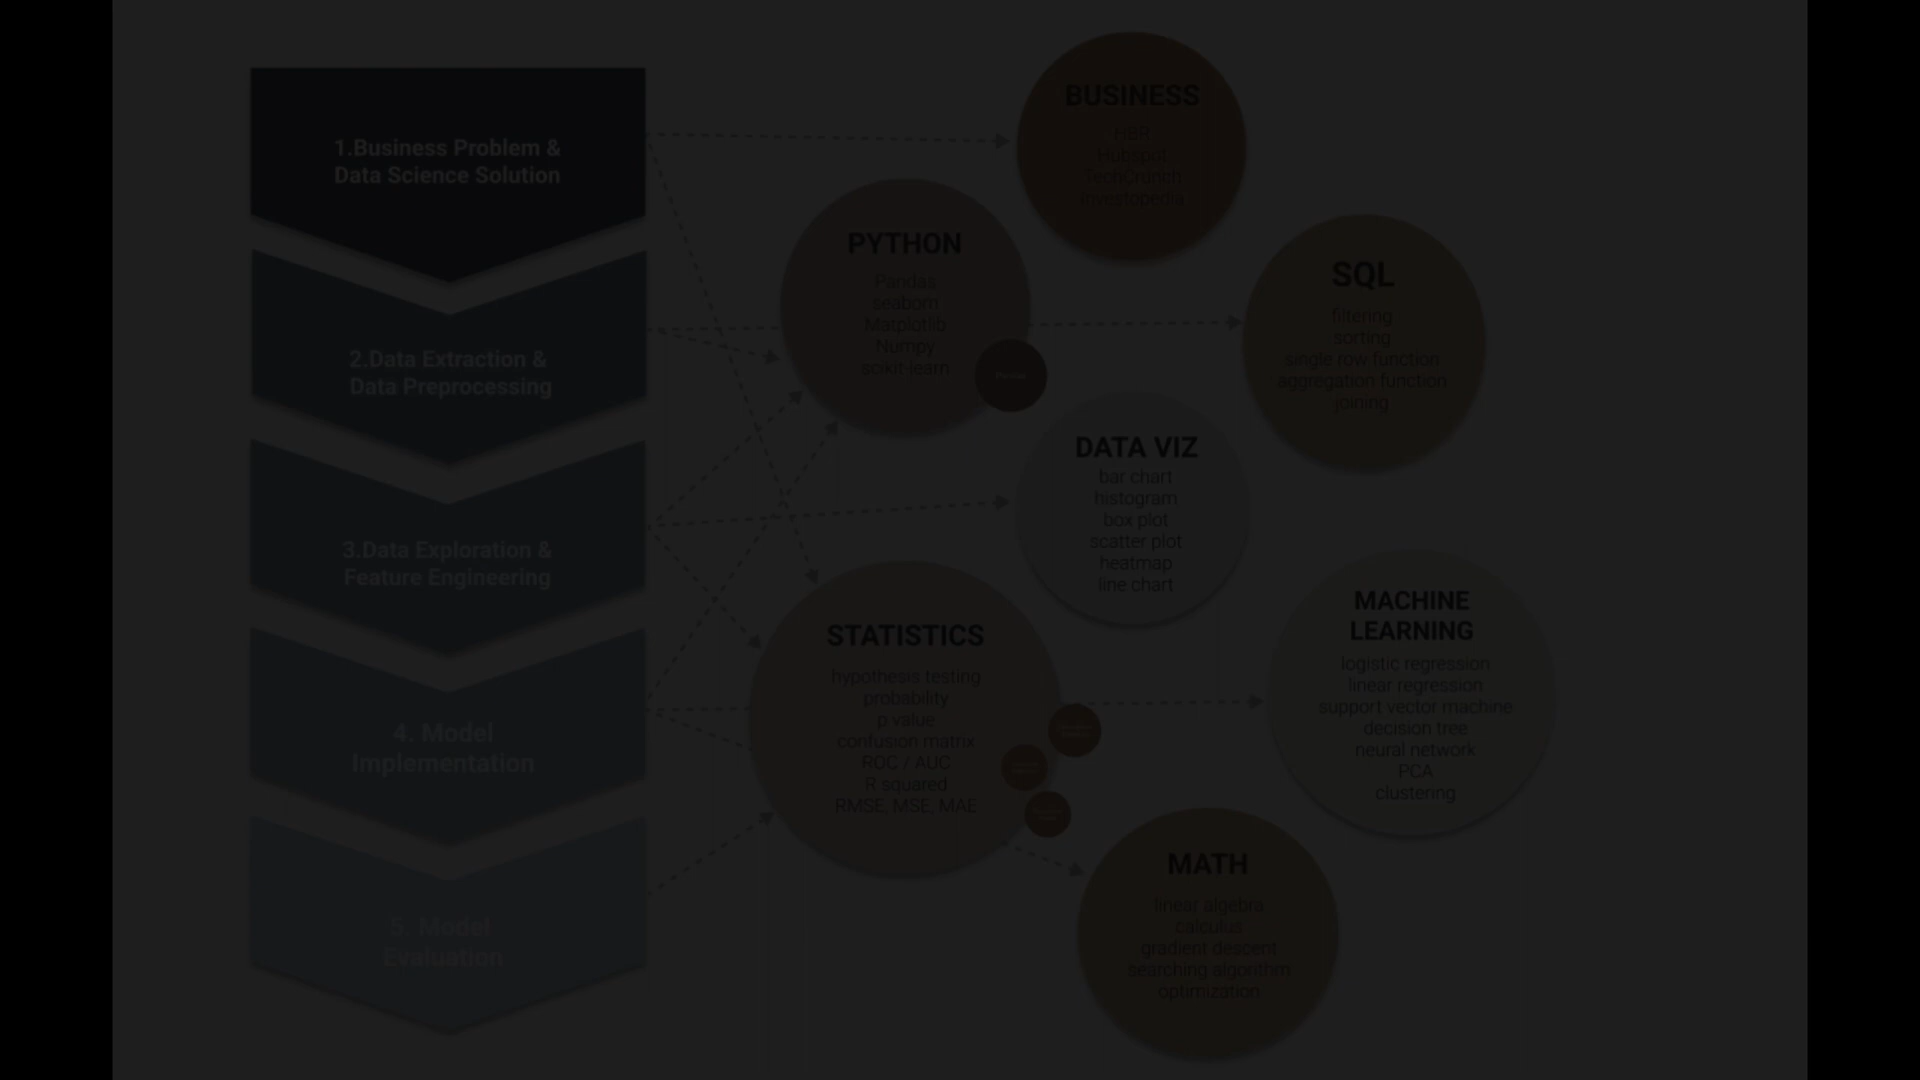 1.Business Problem &
Data Science Solution
2.Data Extraction &
Data Preprocessing
3.Data Exploration &
Feature Engineering
4. Model
Implementation
5. Model
Evaluation
BUSINESS
HBR
Hubspot
TechCrunch
Investopedia
PYTHON
Pandas
seaborn
Matplotlib
Numpy
scikit-learn
SQL
filtering
sorting
single row function
aggregation function
joining
DATA VIZ
bar chart
histogram
box plot
scatter plot
heatmap
line chart
STATISTICS
hypothesis testing
probability
p value
confusion matrix
ROC / AUC
R squared
RMSE, MSE, MAE
MACHINE
LEARNING
logistic regression
linear regression
support vector machine
decision tree
neural network
PCA
clustering
MATH
linear algebra
calculus
gradient descent
searching algorithm
optimization